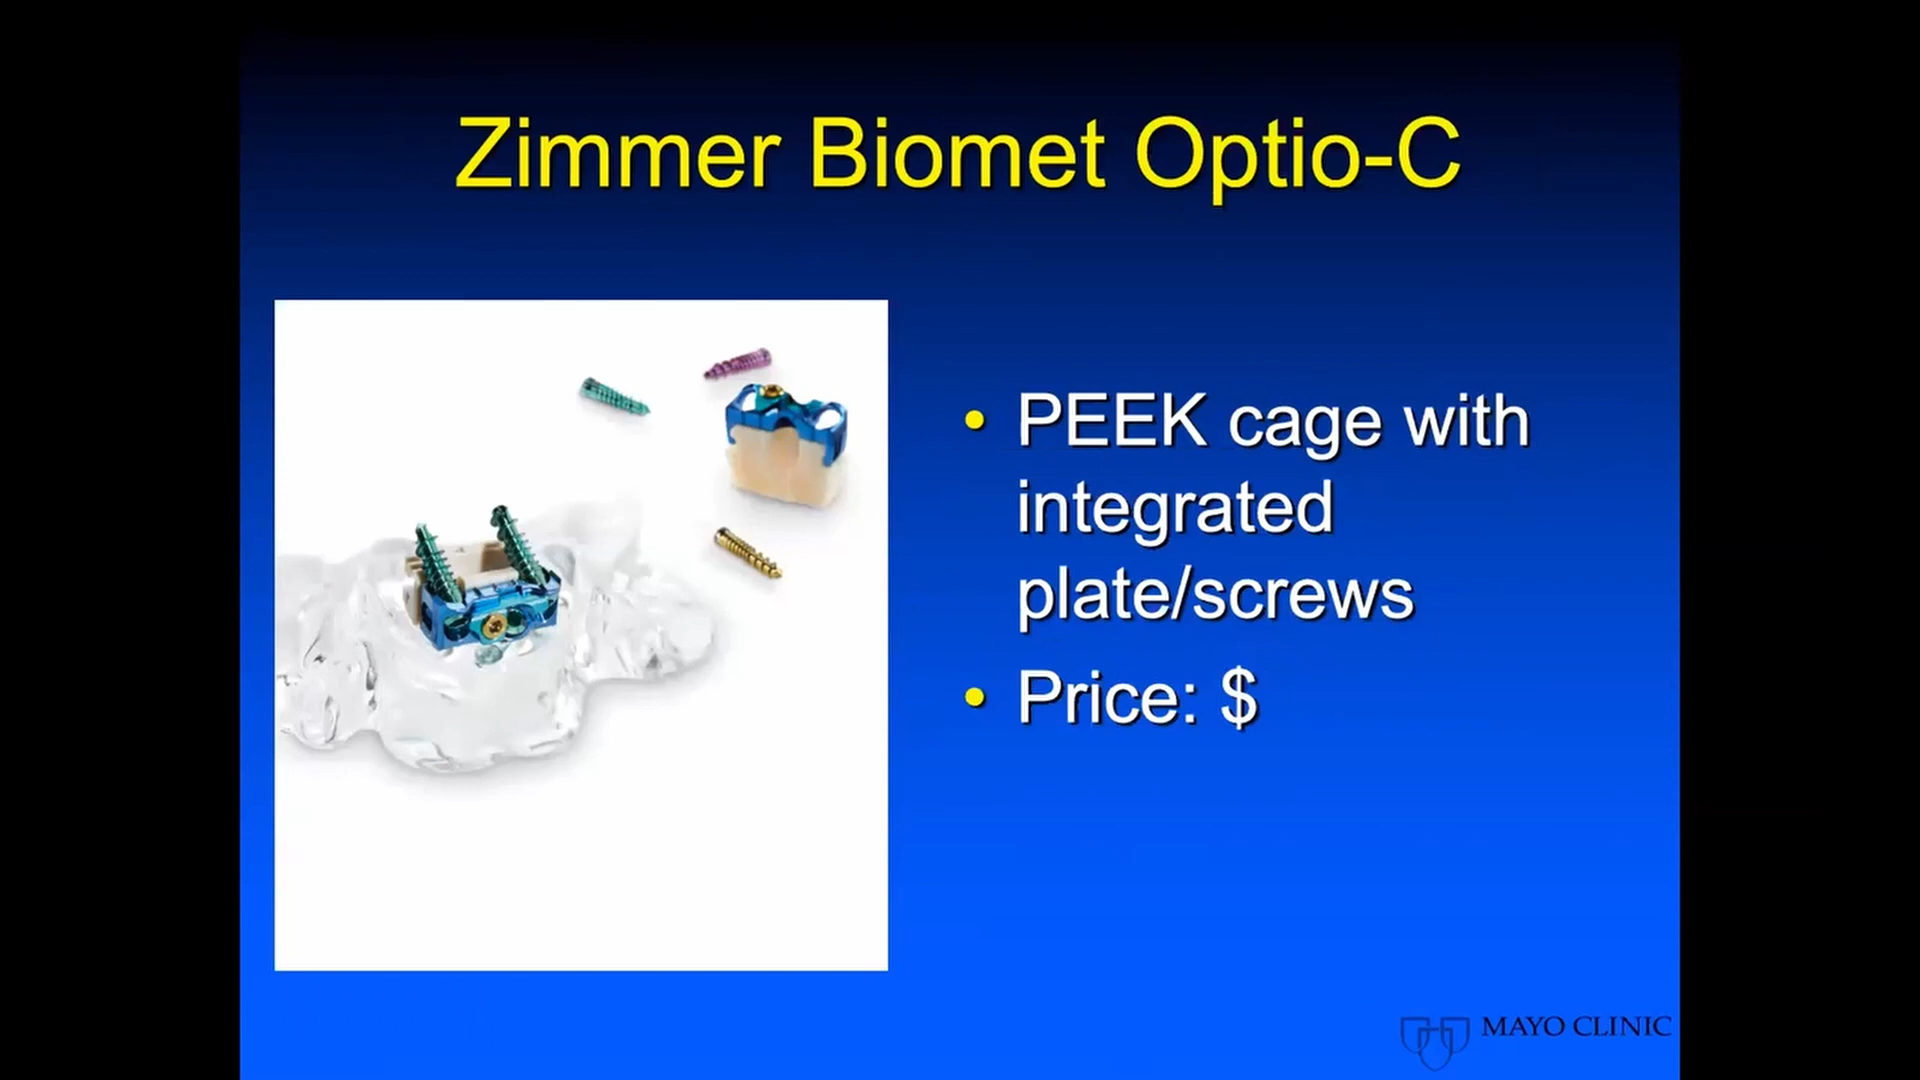 Zimmer Biomet Optio-C
• PEEK cage with
integrated
plate/screws
• Price: $
MAYO CLINIC